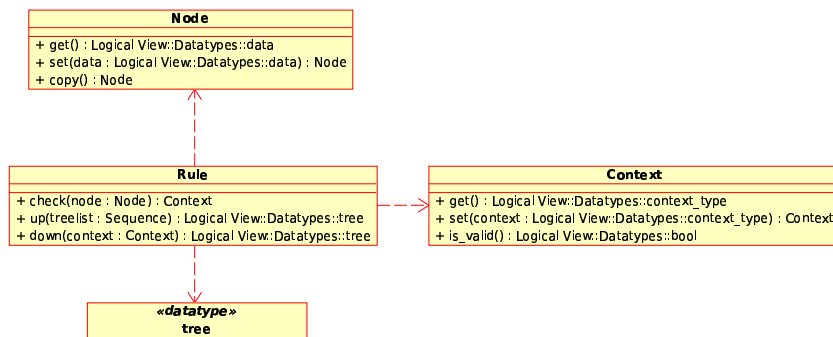 Node
+ get() : Logical View::Datatypes::data
+ set(data : Logical View::Datatypes::data) : Node
+ copy() : Node
Rule
+ check(node : Node) : Context
+ up(treelist : Sequence) : Logical View::Datatypes::tree
+ down(context : Context) : Logical View::Datatypes::tree
Context
+ get() : Logical View::Datatypes::context_type
+ set(context : Logical View::Datatypes::context_type) : Context
+ is_valid() : Logical View::Datatypes::bool
«datatype»
tree